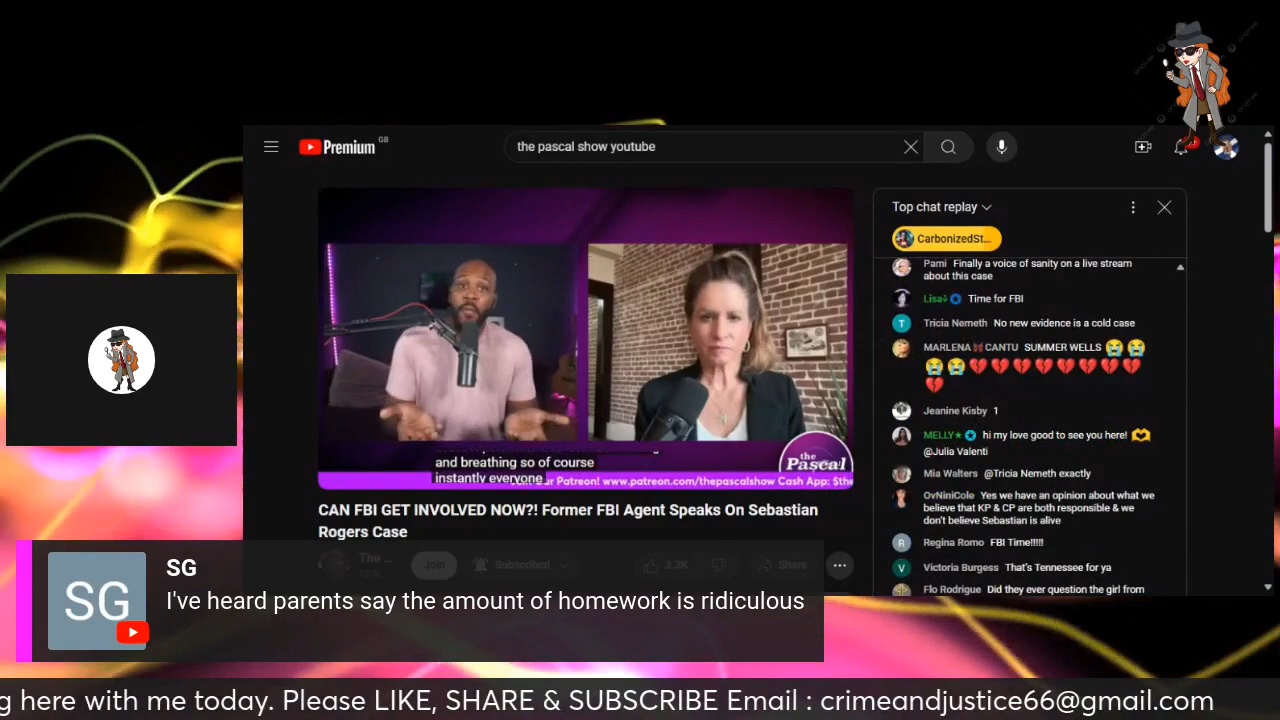 Premium GB
the pascal show youtube
Top chat replay
CarbonizedSt...
Pami Finally a voice of sanity on a live stream
about this case
Lisa Time for FBI
T Tricia Nemeth No new evidence is a cold case
MARLENA CANTU SUMMER WELLS 😭😭
😭😭💔💔💔💔💔💔💔💔
💔
Jeanine Kisby 1
MELLY★ hi my love good to see you here! 🫶
@Julia Valenti
Mia Walters @Tricia Nemeth exactly
OvNiniCole Yes we have an opinion about what we
believe that KP & CP are both responsible & we
don't believe Sebastian is alive
R Regina Romo FBI Time!!!!!
V Victoria Burgess That's Tennessee for ya
Flo Rodrigue Did they ever question the girl from
and breathing so of course
instantly everyone
the
Pascal
Patreon! www.patreon.com/thepascalshow Cash App: $the
CAN FBI GET INVOLVED NOW?! Former FBI Agent Speaks On Sebastian
Rogers Case
The ...
Join
Subscribed
2.3K
Share
SG
SG
I've heard parents say the amount of homework is ridiculous
g here with me today. Please LIKE, SHARE & SUBSCRIBE Email : crimeandjustice66@gmail.com